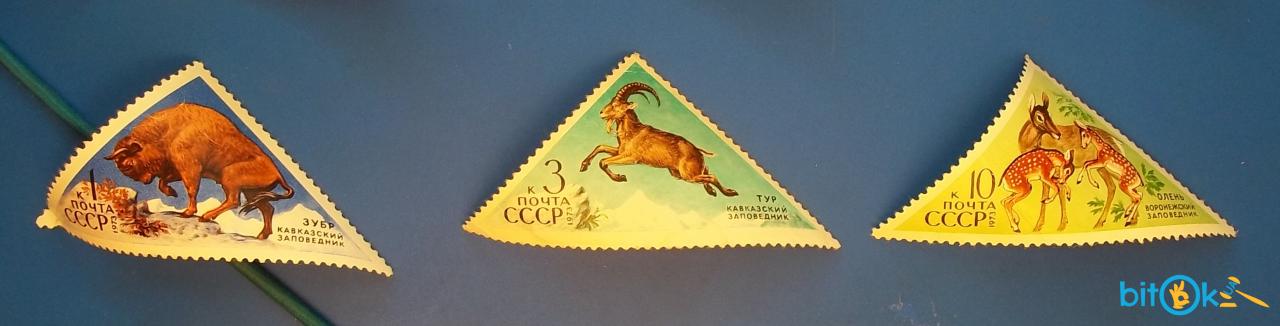 к 1
ПОЧТА
СССР
1973
ЗУБР
КАВКАЗСКИЙ
ЗАПОВЕДНИК
к 3
ПОЧТА
СССР
1973
ТУР
КАВКАЗСКИЙ
ЗАПОВЕДНИК
к 10
ПОЧТА
СССР
1973
ОЛЕНЬ
ВОРОНЕЖСКИЙ
ЗАПОВЕДНИК
bitOk
UA